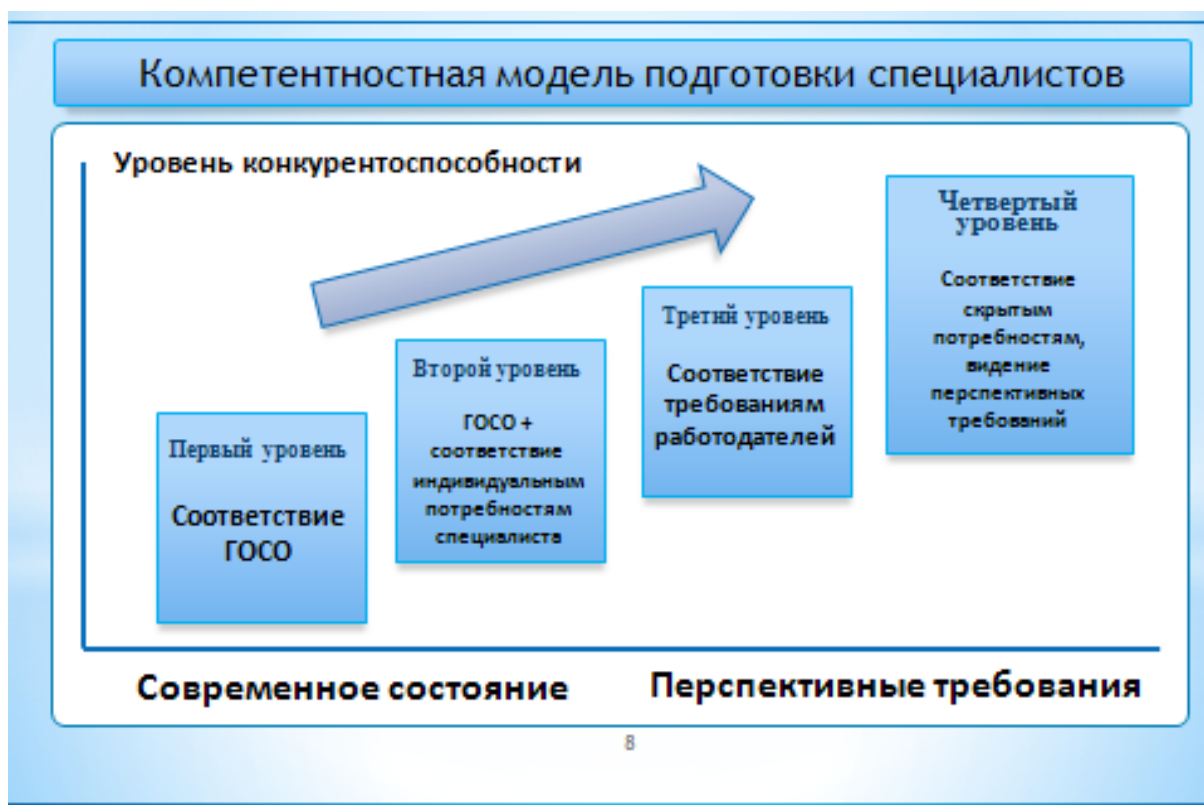 Компетентностная модель подготовки специалистов
Уровень конкурентоспособности
Первый уровень
Соответствие
ГОСО
Второй уровень
ГОСО +
соответствие
индивидуальным
потребностям
специалиста
Третий уровень
Соответствие
требованиям
работодателей
Четвертый
уровень
Соответствие
скрытым
потребностям,
видение
перспективных
требований
Современное состояние
Перспективные требования
8